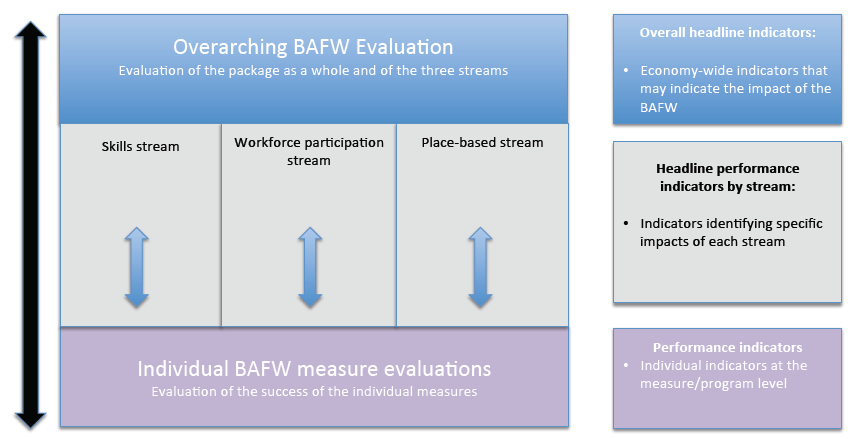 Overarching BAFW Evaluation
Evaluation of the package as a whole and of the three streams
Skills stream
Workforce participation
stream
Place-based stream
Individual BAFW measure evaluations
Evaluation of the success of the individual measures
Overall headline indicators:
• Economy-wide indicators that
may indicate the impact of the
BAFW
Headline performance
indicators by stream:
• Indicators identifying specific
impacts of each stream
Performance indicators
• Individual indicators at the
measure/program level